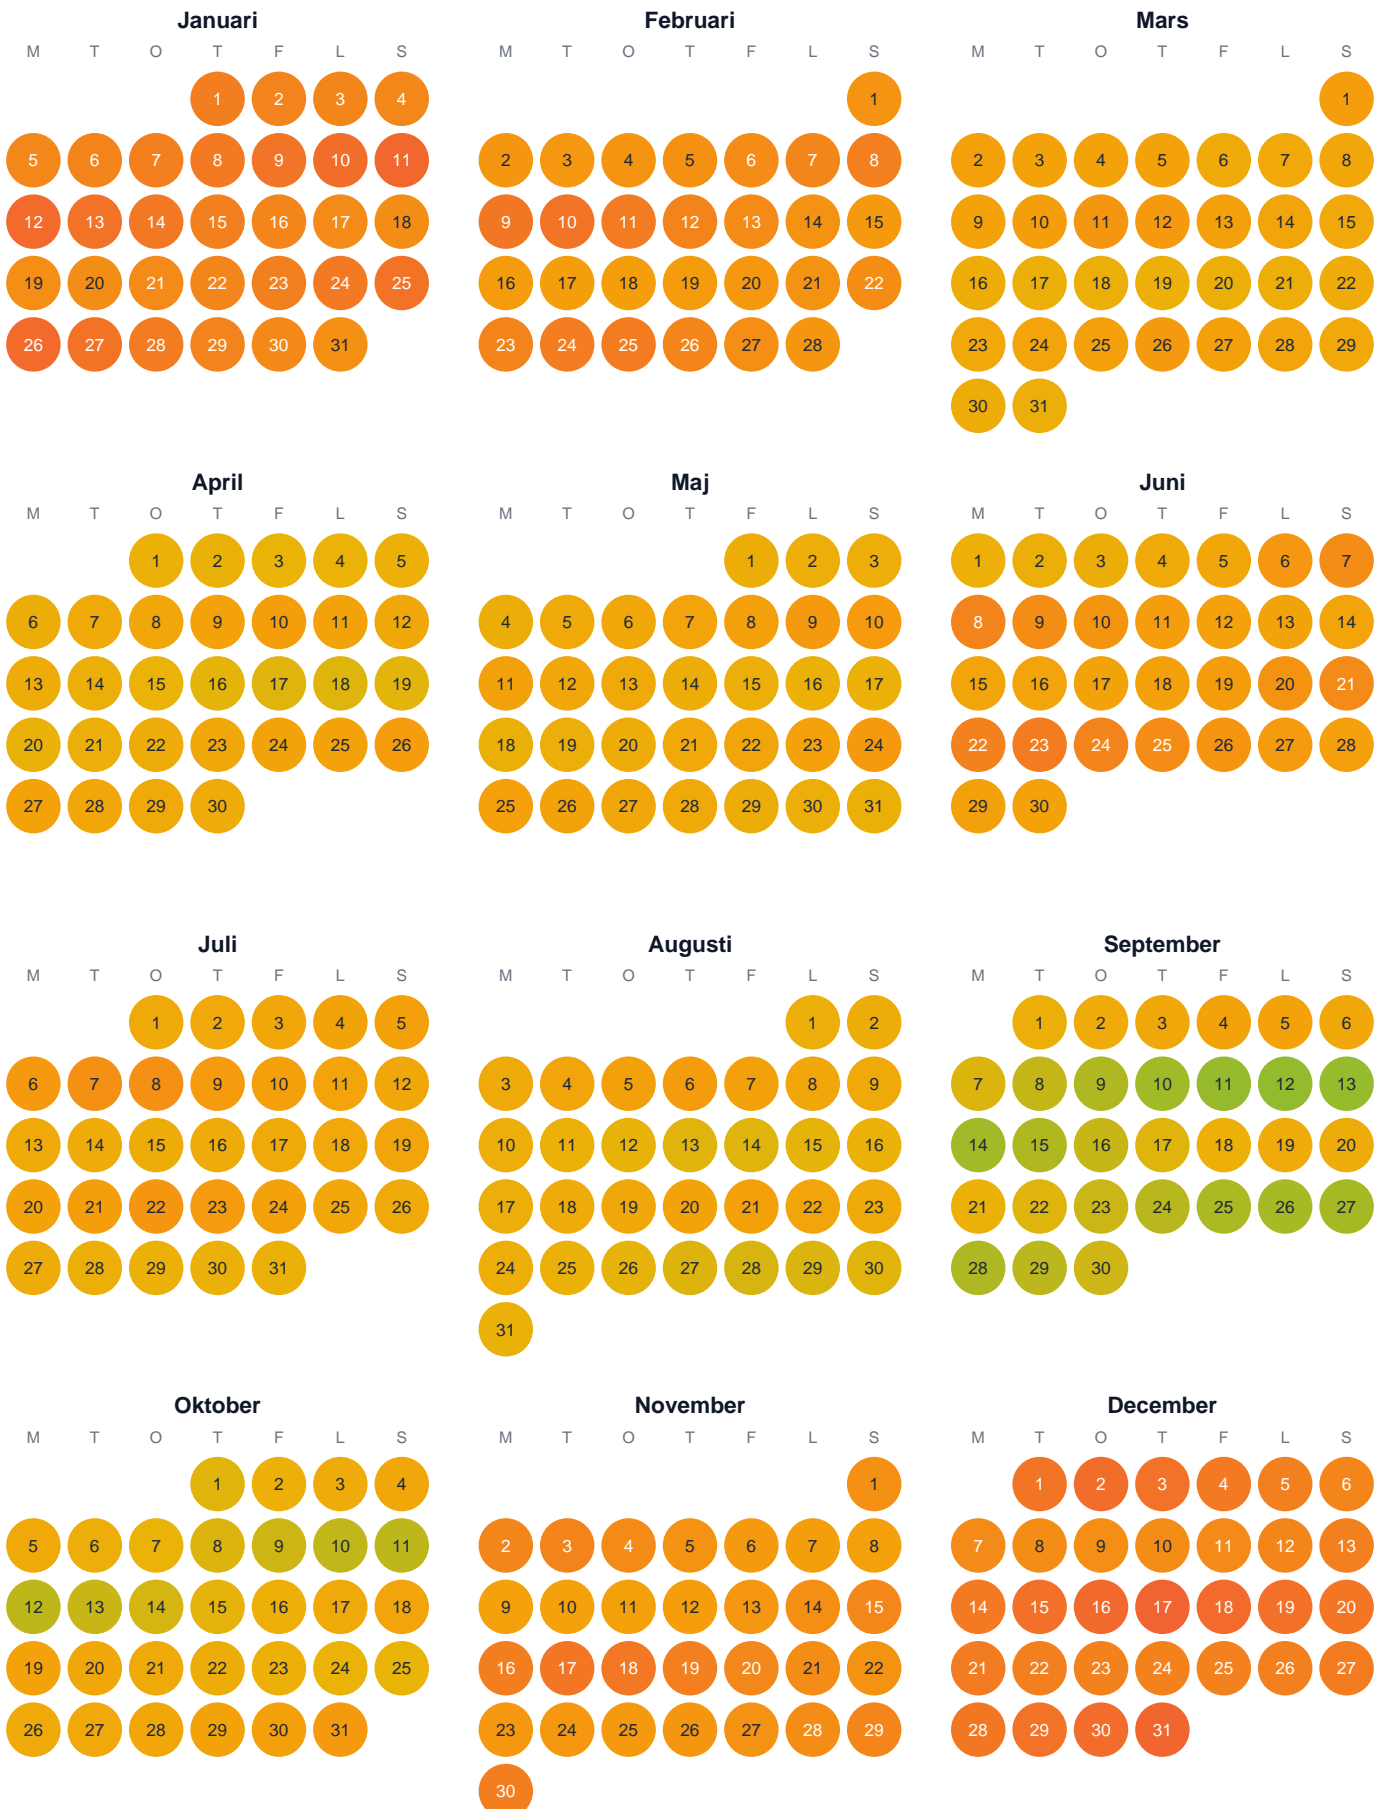 Januari Februari Mars
M T O T F L S M T O T F L S M T O T F L S
1 2 3 4 1 1
5 6 7 8 9 10 11 2 3 4 5 6 7 8 2 3 4 5 6 7 8
12 13 14 15 16 17 18 9 10 11 12 13 14 15 9 10 11 12 13 14 15
19 20 21 22 23 24 25 16 17 18 19 20 21 22 16 17 18 19 20 21 22
26 27 28 29 30 31 23 24 25 26 27 28 23 24 25 26 27 28 29
30 31
April Maj Juni
M T O T F L S M T O T F L S M T O T F L S
1 2 3 4 5 1 2 3 1 2 3 4 5 6 7
6 7 8 9 10 11 12 4 5 6 7 8 9 10 8 9 10 11 12 13 14
13 14 15 16 17 18 19 11 12 13 14 15 16 17 15 16 17 18 19 20 21
20 21 22 23 24 25 26 18 19 20 21 22 23 24 22 23 24 25 26 27 28
27 28 29 30 25 26 27 28 29 30 31 29 30
Juli Augusti September
M T O T F L S M T O T F L S M T O T F L S
1 2 3 4 5 1 2 1 2 3 4 5 6
6 7 8 9 10 11 12 3 4 5 6 7 8 9 7 8 9 10 11 12 13
13 14 15 16 17 18 19 10 11 12 13 14 15 16 14 15 16 17 18 19 20
20 21 22 23 24 25 26 17 18 19 20 21 22 23 21 22 23 24 25 26 27
27 28 29 30 31 24 25 26 27 28 29 30 28 29 30
31
Oktober November December
M T O T F L S M T O T F L S M T O T F L S
1 2 3 4 1 1 2 3 4 5 6
5 6 7 8 9 10 11 2 3 4 5 6 7 8 7 8 9 10 11 12 13
12 13 14 15 16 17 18 9 10 11 12 13 14 15 14 15 16 17 18 19 20
19 20 21 22 23 24 25 16 17 18 19 20 21 22 21 22 23 24 25 26 27
26 27 28 29 30 31 23 24 25 26 27 28 29 28 29 30 31
30